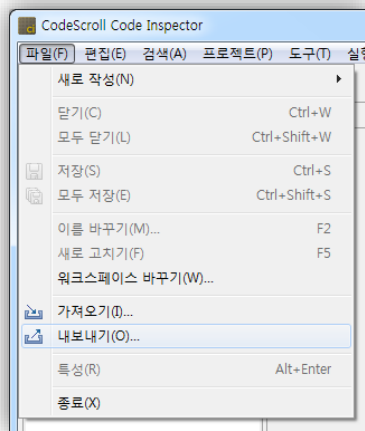 CodeScroll Code Inspector
파일(F) 편집(E) 검색(A) 프로젝트(P) 도구(T)
새로 작성(N)
닫기(C) Ctrl+W
모두 닫기(L) Ctrl+Shift+W
저장(S) Ctrl+S
모두 저장(E) Ctrl+Shift+S
이름 바꾸기(M)... F2
새로 고치기(F) F5
워크스페이스 바꾸기(W)...
가져오기(I)...
내보내기(O)...
특성(R) Alt+Enter
종료(X)